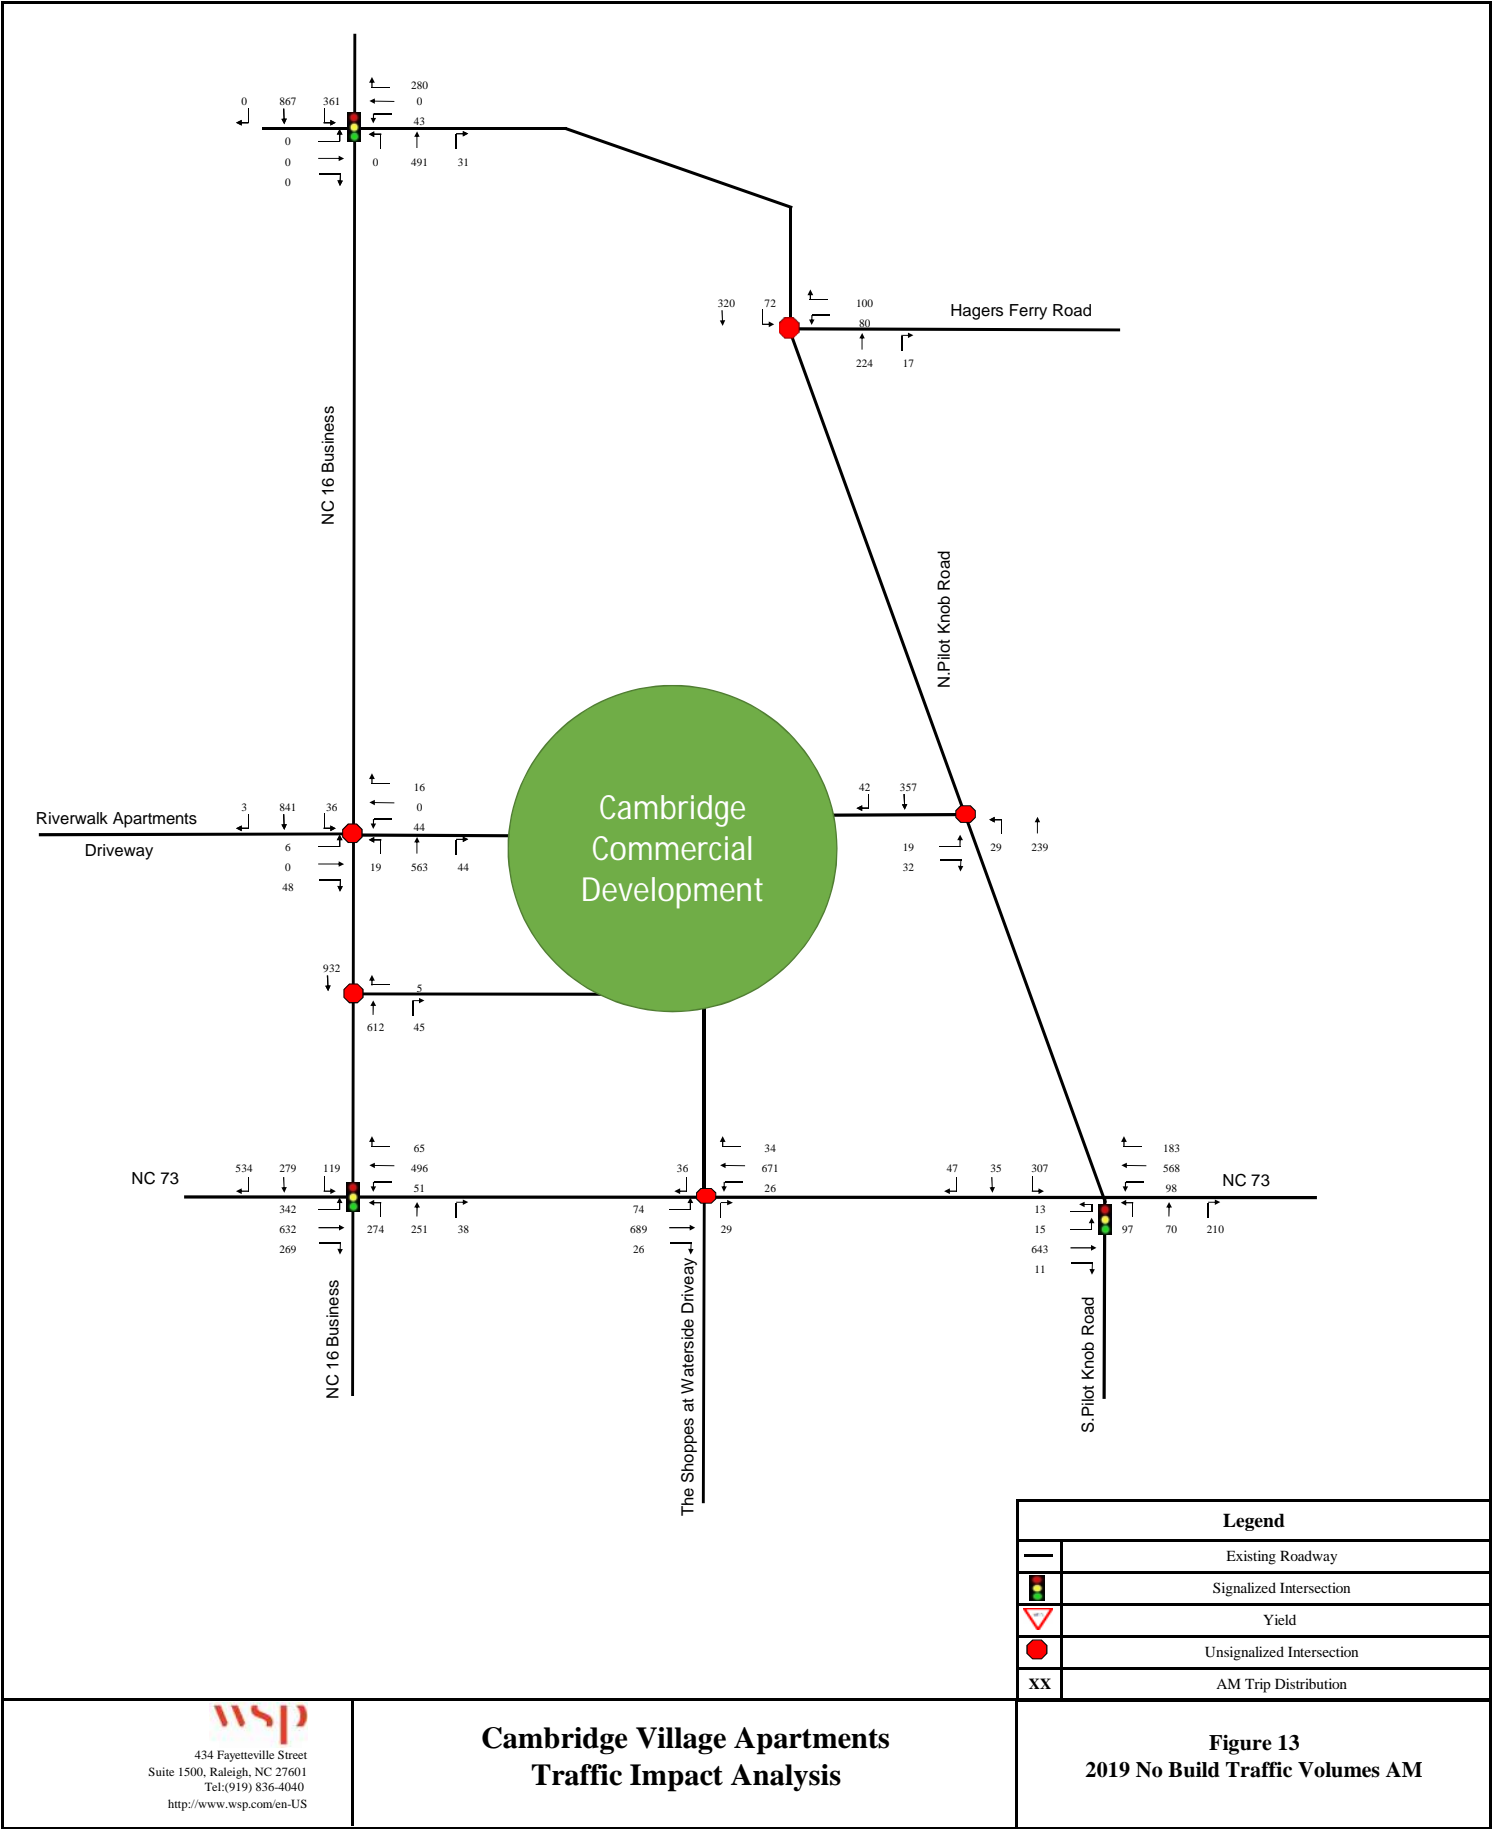 280
0 867 361 0
43
0
0 0 491 31
0
320 72 100
80
Hagers Ferry Road
224 17
NC 16 Business
N.Pilot Knob Road
16
3 841 36 0
44
Riverwalk Apartments
Driveway
6
0 19 563 44
48
Cambridge
Commercial
Development
42 357
19 29 239
32
932
5
612 45
65
534 279 119 496
51
NC 73
342
632 274 251 38
269
34
36 671
26
74
689 29
26
183
47 35 307 568
98
NC 73
13
15 97 70 210
643
11
NC 16 Business
The Shoppes at Waterside Driveay
S.Pilot Knob Road
Legend
Existing Roadway
Signalized Intersection
Yield
Unsignalized Intersection
XX AM Trip Distribution
wsp
434 Fayetteville Street
Suite 1500, Raleigh, NC 27601
Tel:(919) 836-4040
http://www.wsp.com/en-US
Cambridge Village Apartments
Traffic Impact Analysis
Figure 13
2019 No Build Traffic Volumes AM